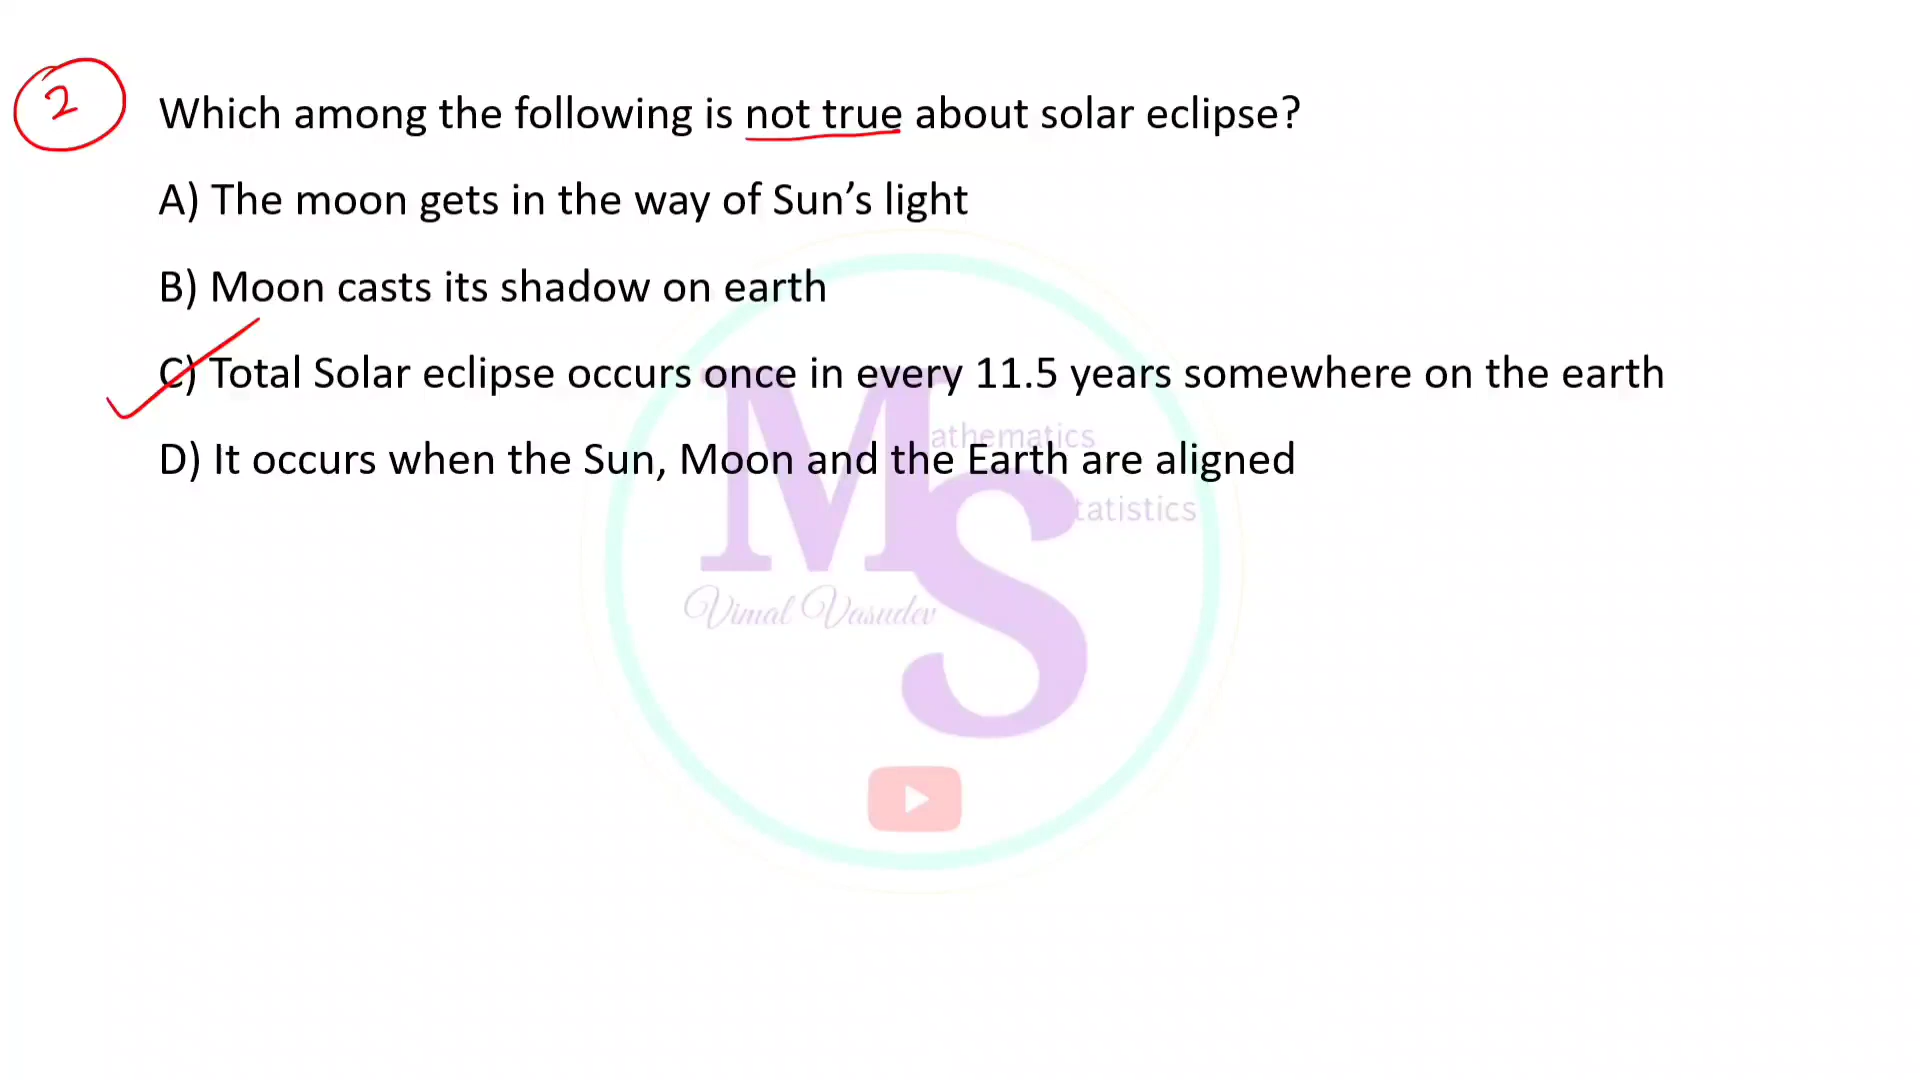 2
Which among the following is not true about solar eclipse?
A) The moon gets in the way of Sun’s light
B) Moon casts its shadow on earth
C) Total Solar eclipse occurs once in every 11.5 years somewhere on the earth
D) It occurs when the Sun, Moon and the Earth are aligned
Mathematics
Statistics
Vimal Vasudev